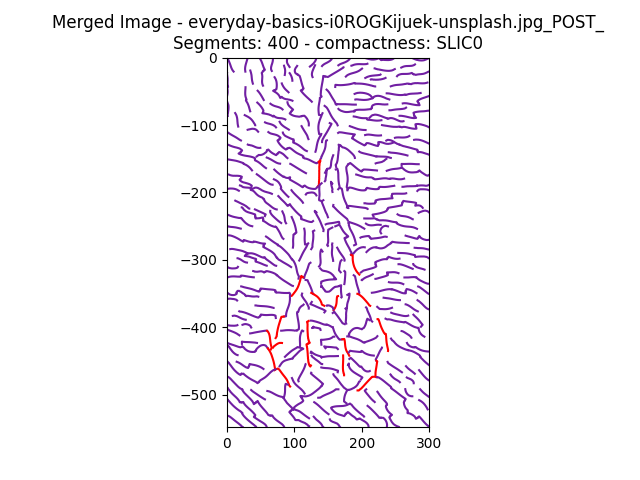 Merged Image - everyday-basics-i0ROGKijuek-unsplash.jpg_POST_
Segments: 400 - compactness: SLIC0
0
−100
−200
−300
−400
−500
0 100 200 300